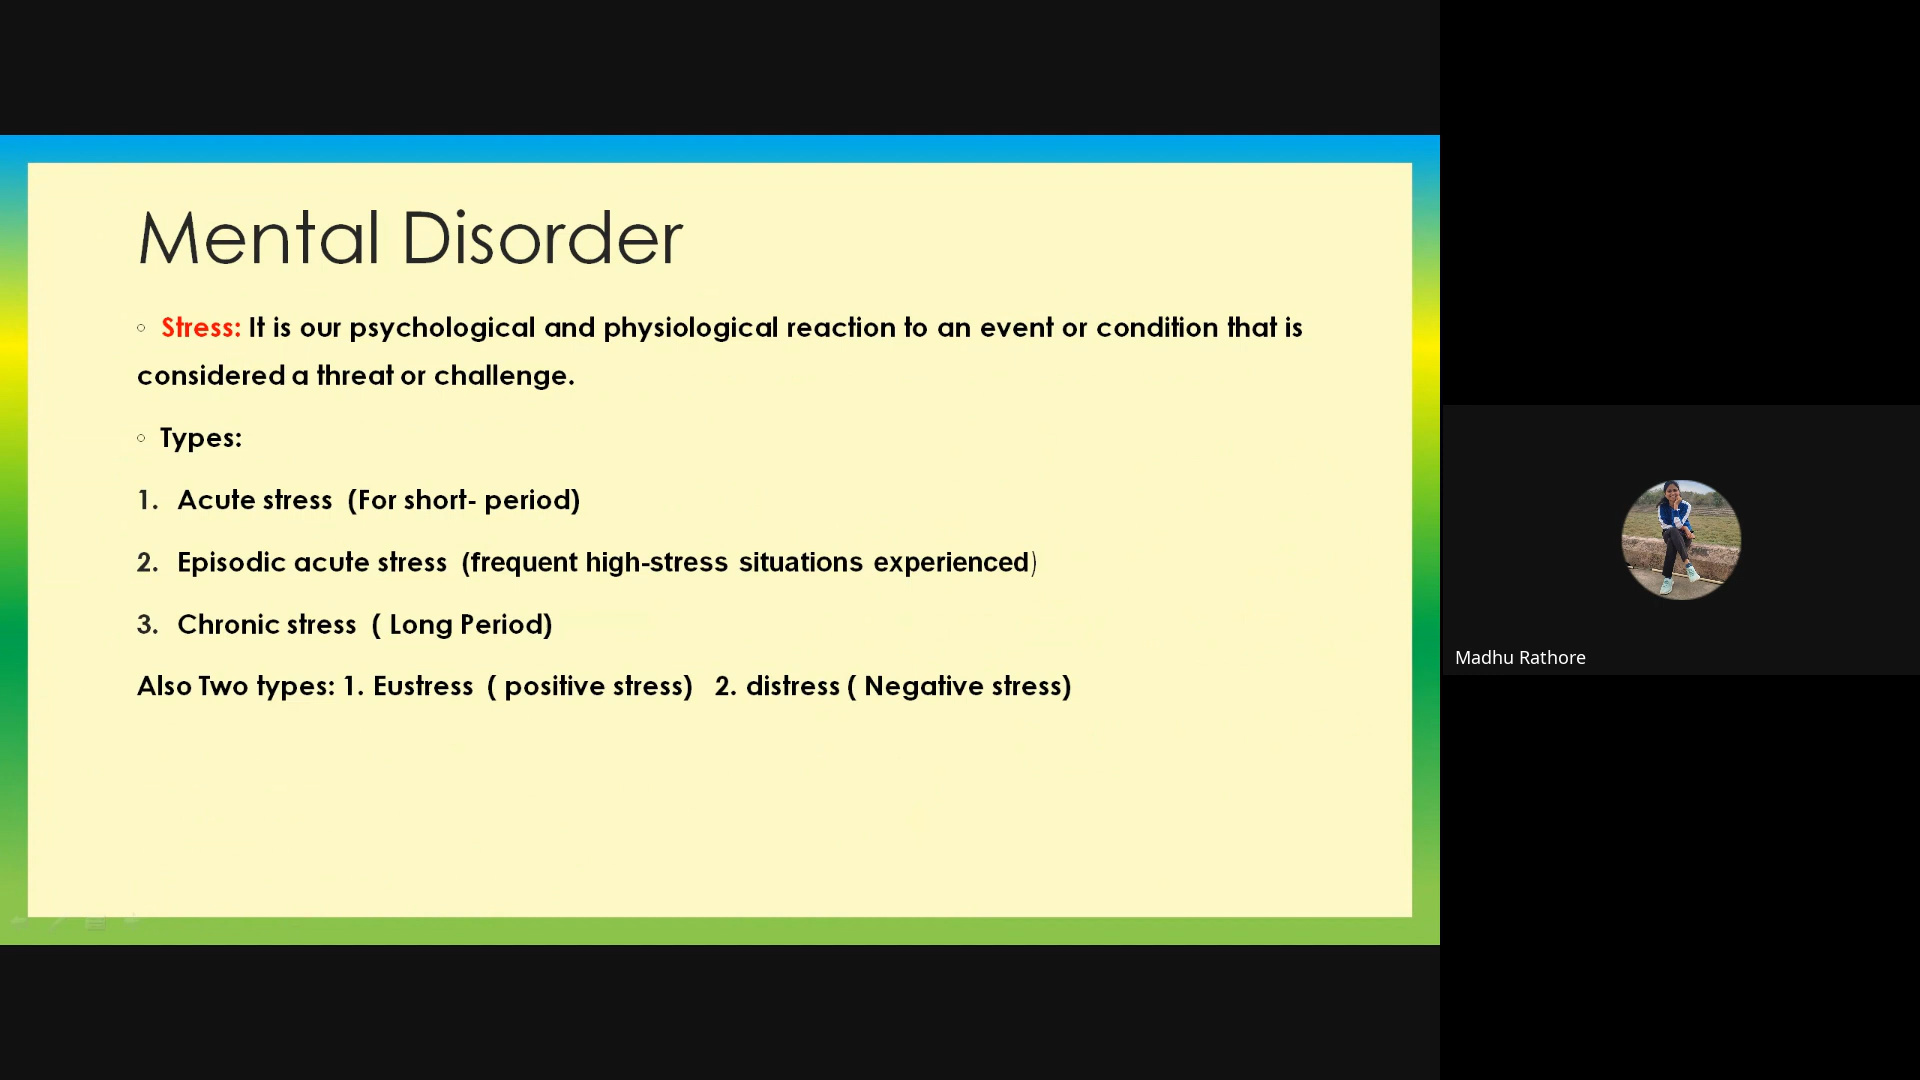 Mental Disorder
◦ Stress: It is our psychological and physiological reaction to an event or condition that is
considered a threat or challenge.
◦ Types:
1. Acute stress (For short- period)
2. Episodic acute stress (frequent high-stress situations experienced)
3. Chronic stress ( Long Period)
Also Two types: 1. Eustress ( positive stress) 2. distress ( Negative stress)
Madhu Rathore